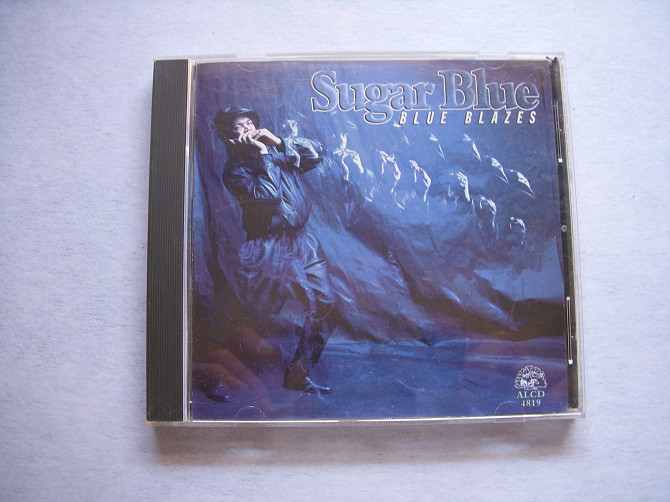 Sugar Blue
BLUE BLAZES
ALCD
4819